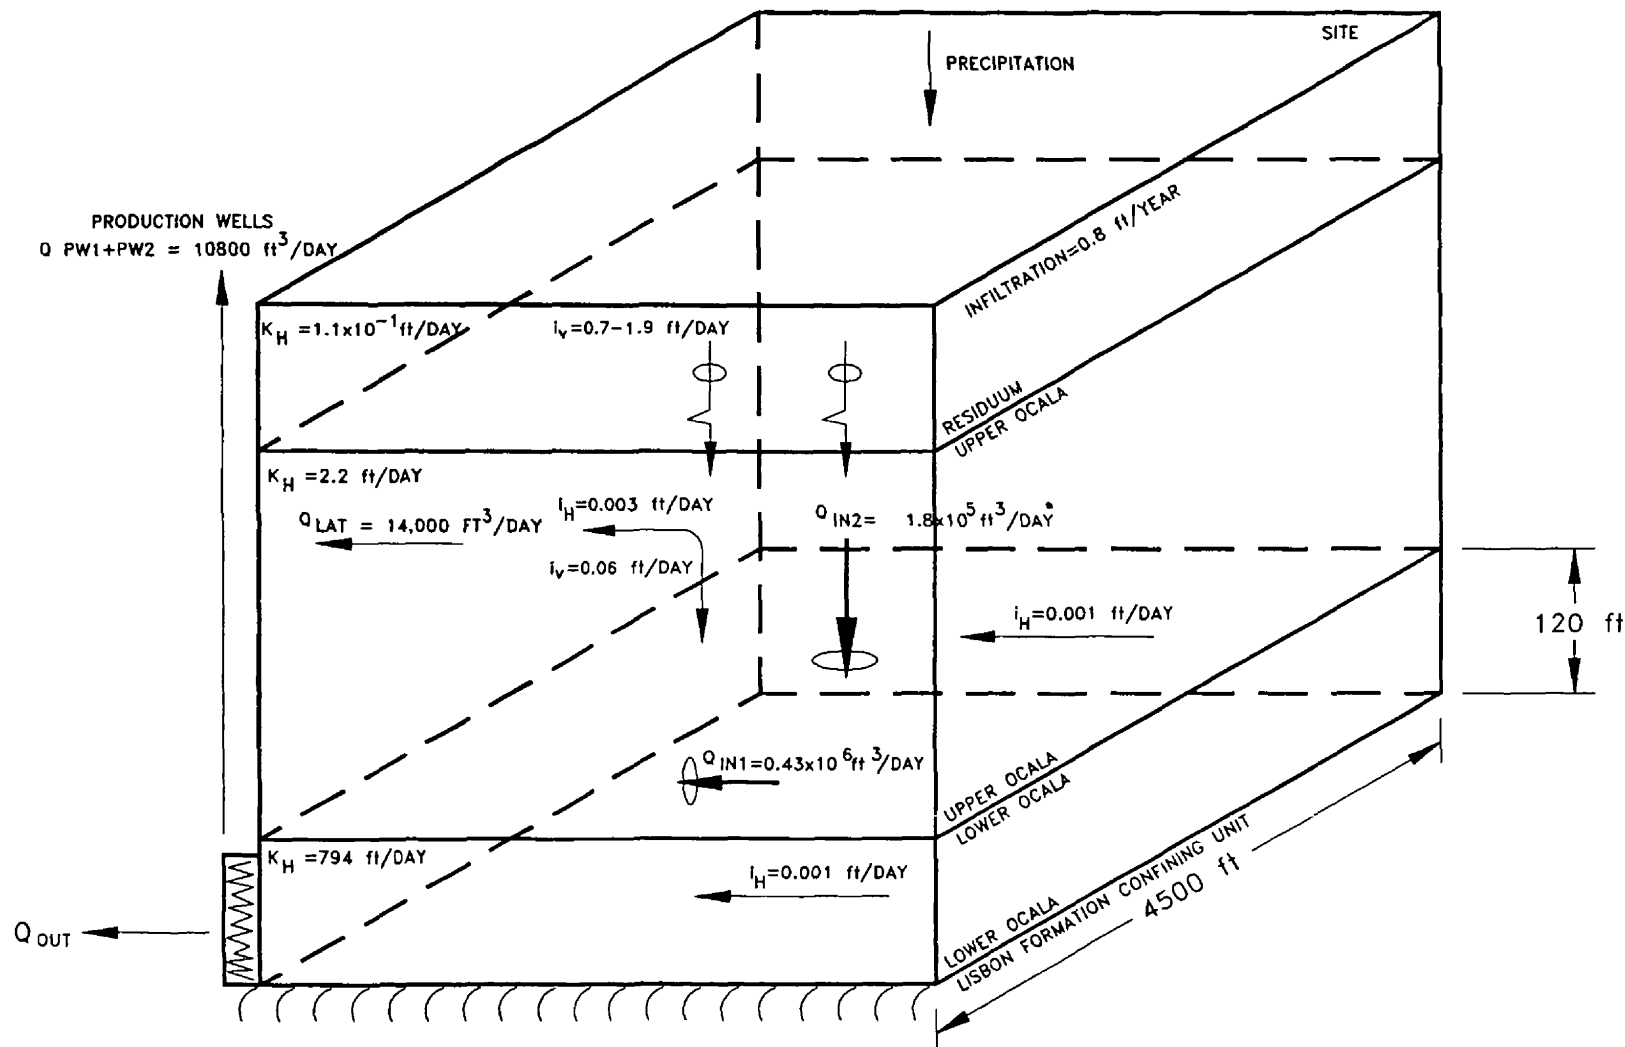 SITE
PRECIPITATION
PRODUCTION WELLS
Q PW1+PW2 = 10800 ft³/DAY
INFILTRATION=0.8 ft/YEAR
K_H =1.1x10⁻¹ft/DAY
i_v=0.7-1.9 ft/DAY
RESIDUUM
UPPER OCALA
K_H =2.2 ft/DAY
i_H=0.003 ft/DAY
Q_LAT = 14,000 FT³/DAY
Q_IN2= 1.8x10⁵ft³/DAY*
i_v=0.06 ft/DAY
i_H=0.001 ft/DAY
120 ft
Q_IN1=0.43x10⁶ft³/DAY
UPPER OCALA
LOWER OCALA
K_H =794 ft/DAY
i_H=0.001 ft/DAY
Q_OUT
LOWER OCALA
LISBON FORMATION CONFINING UNIT
4500 ft